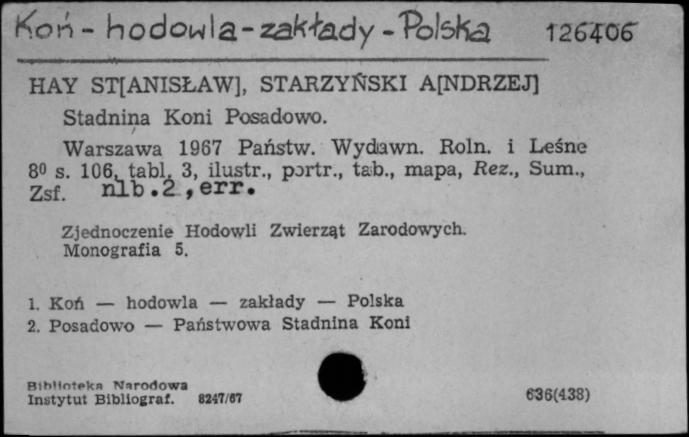 Koń - hodowla - zakłady - Polska 126406
HAY ST[ANISŁAW], STARZYŃSKI A[NDRZEJ]
Stadnina Koni Posadowo.
Warszawa 1967 Państw. Wydawn. Roln. i Leśne
8⁰ s. 106, tabl. 3, ilustr., portr., tab., mapa, Rez., Sum.,
Zsf. nlb.2,err.
Zjednoczenie Hodowli Zwierząt Zarodowych.
Monografia 5.
1. Koń — hodowla — zakłady — Polska
2. Posadowo — Państwowa Stadnina Koni
Biblioteka Narodowa
Instytut Bibliograf. 8247/67 636(438)